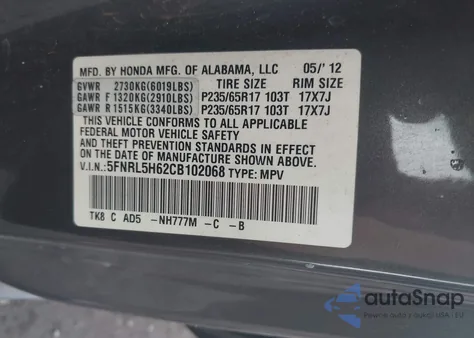 MFD. BY HONDA MFG. OF ALABAMA, LLC 05/' 12
GVWR 2730KG(6019LBS) TIRE SIZE RIM SIZE
GAWR F 1320KG(2910LBS) P235/65R17 103T 17X7J
GAWR R 1515KG(3340LBS) P235/65R17 103T 17X7J
THIS VEHICLE CONFORMS TO ALL APPLICABLE
FEDERAL MOTOR VEHICLE SAFETY, BUMPER
AND THEFT PREVENTION STANDARDS IN EFFECT
ON THE DATE OF MANUFACTURE SHOWN ABOVE.
V.I.N.:5FNRL5H62CB102068 TYPE: MPV
TK8 C AD5 -NH777M -C -B
autoSnap